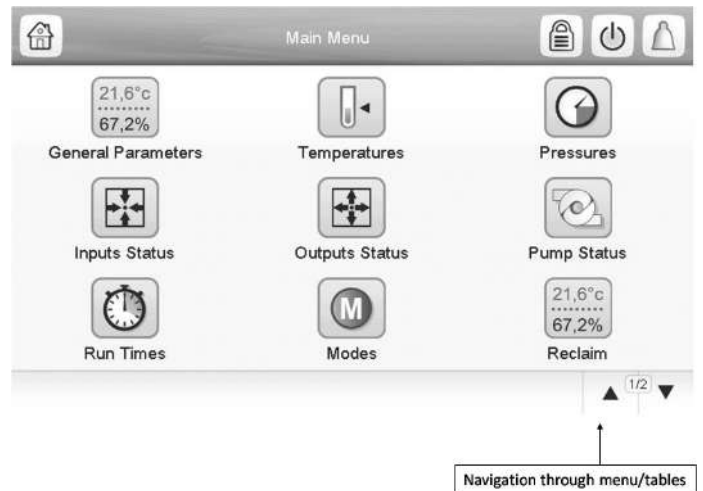 Main Menu
21,6°c
67,2%
General Parameters
Temperatures
Pressures
Inputs Status
Outputs Status
Pump Status
Run Times
M
Modes
21,6°c
67,2%
Reclaim
1/2
Navigation through menu/tables